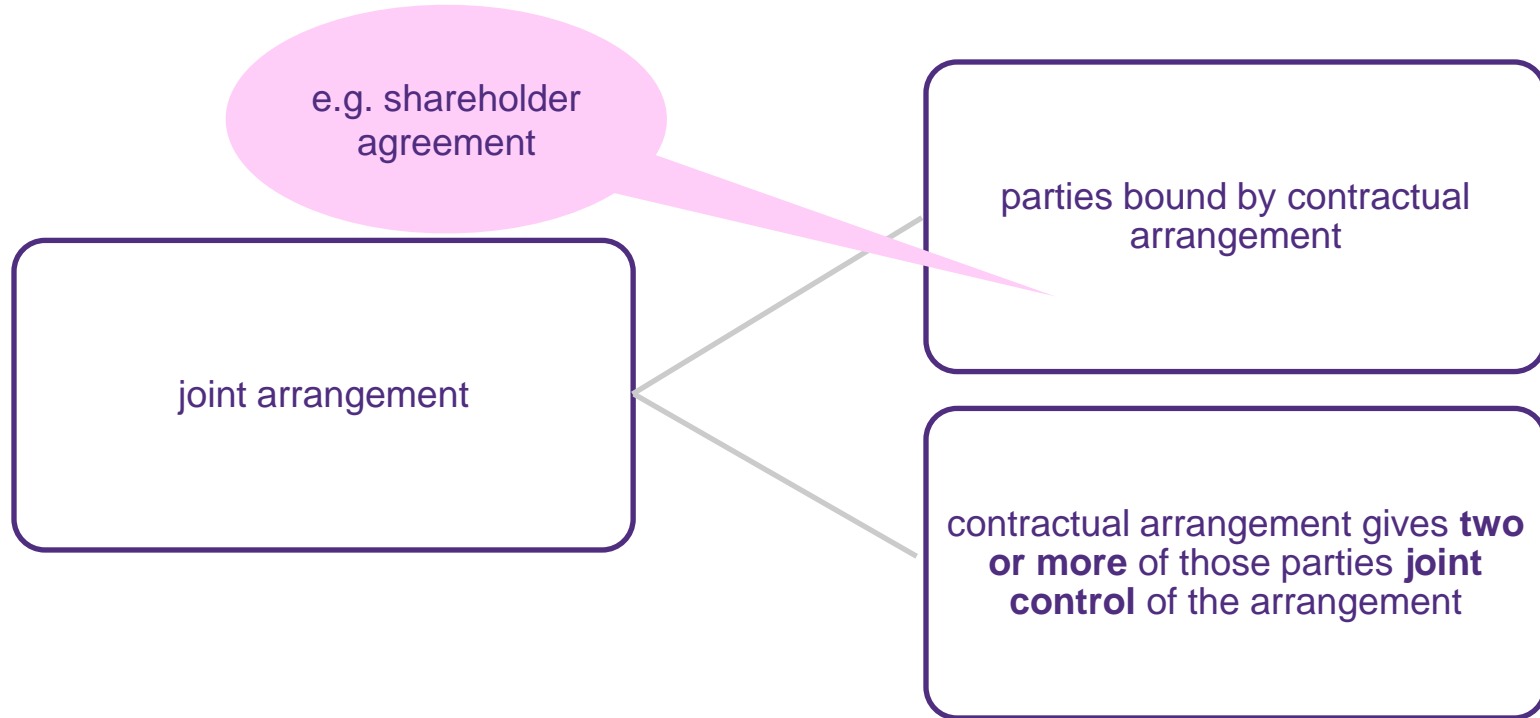 e.g. shareholder
agreement
parties bound by contractual
arrangement
joint arrangement
contractual arrangement gives two
or more of those parties joint
control of the arrangement